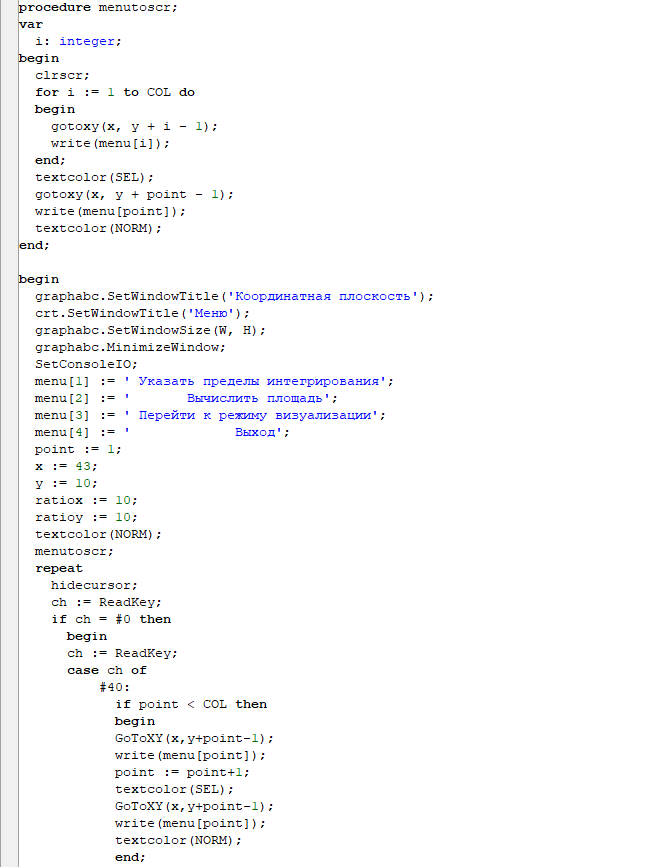 procedure menutoscr;
var
  i: integer;
begin
  clrscr;
  for i := 1 to COL do
  begin
    gotoxy(x, y + i - 1);
    write(menu[i]);
  end;
  textcolor(SEL);
  gotoxy(x, y + point - 1);
  write(menu[point]);
  textcolor(NORM);
end;

begin
  graphabc.SetWindowTitle('Координатная плоскость');
  crt.SetWindowTitle('Меню');
  graphabc.SetWindowSize(W, H);
  graphabc.MinimizeWindow;
  SetConsoleIO;
  menu[1] := ' Указать пределы интегрирования';
  menu[2] := '       Вычислить площадь';
  menu[3] := ' Перейти к режиму визуализации';
  menu[4] := '             Выход';
  point := 1;
  x := 43;
  y := 10;
  ratiox := 10;
  ratioy := 10;
  textcolor(NORM);
  menutoscr;
  repeat
    hidecursor;
    ch := ReadKey;
    if ch = #0 then
      begin
      ch := ReadKey;
      case ch of
          #40:
            if point < COL then
            begin
            GoToXY(x,y+point-1);
            write(menu[point]);
            point := point+1;
            textcolor(SEL);
            GoToXY(x,y+point-1);
            write(menu[point]);
            textcolor(NORM);
            end;